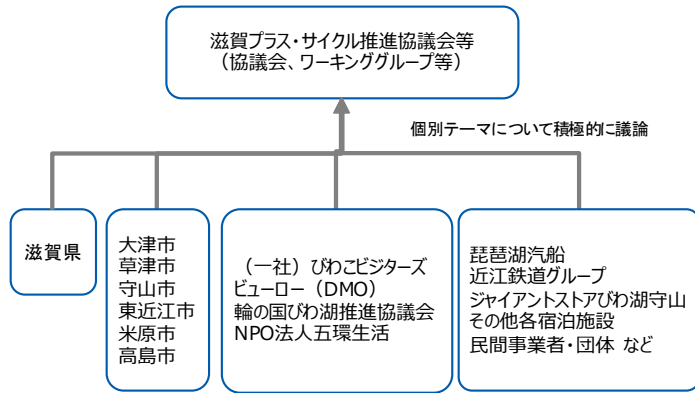 滋賀プラス・サイクル推進協議会等
（協議会、ワーキンググループ等）
個別テーマについて積極的に議論
滋賀県
大津市
草津市
守山市
東近江市
米原市
高島市
（一社）びわこビジターズ
ビューロー（DMO）
輪の国びわ湖推進協議会
NPO法人五環生活
琵琶湖汽船
近江鉄道グループ
ジャイアントストアびわ湖守山
その他各宿泊施設
民間事業者・団体 など